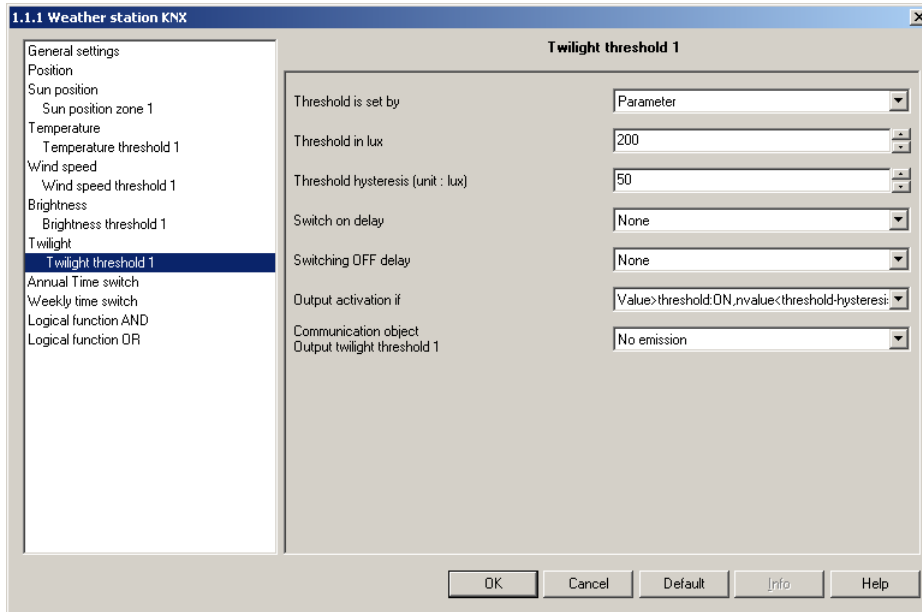 1.1.1 Weather station KNX
General settings
Position
Sun position
Sun position zone 1
Temperature
Temperature threshold 1
Wind speed
Wind speed threshold 1
Brightness
Brightness threshold 1
Twilight
Twilight threshold 1
Annual Time switch
Weekly time switch
Logical function AND
Logical function OR
Twilight threshold 1
Threshold is set by Parameter
Threshold in lux 200
Threshold hysteresis (unit : lux) 50
Switch on delay None
Switching OFF delay None
Output activation if Value>threshold:ON,nvalue<threshold-hysteresi:
Communication object
Output twilight threshold 1 No emission
OK Cancel Default Info Help